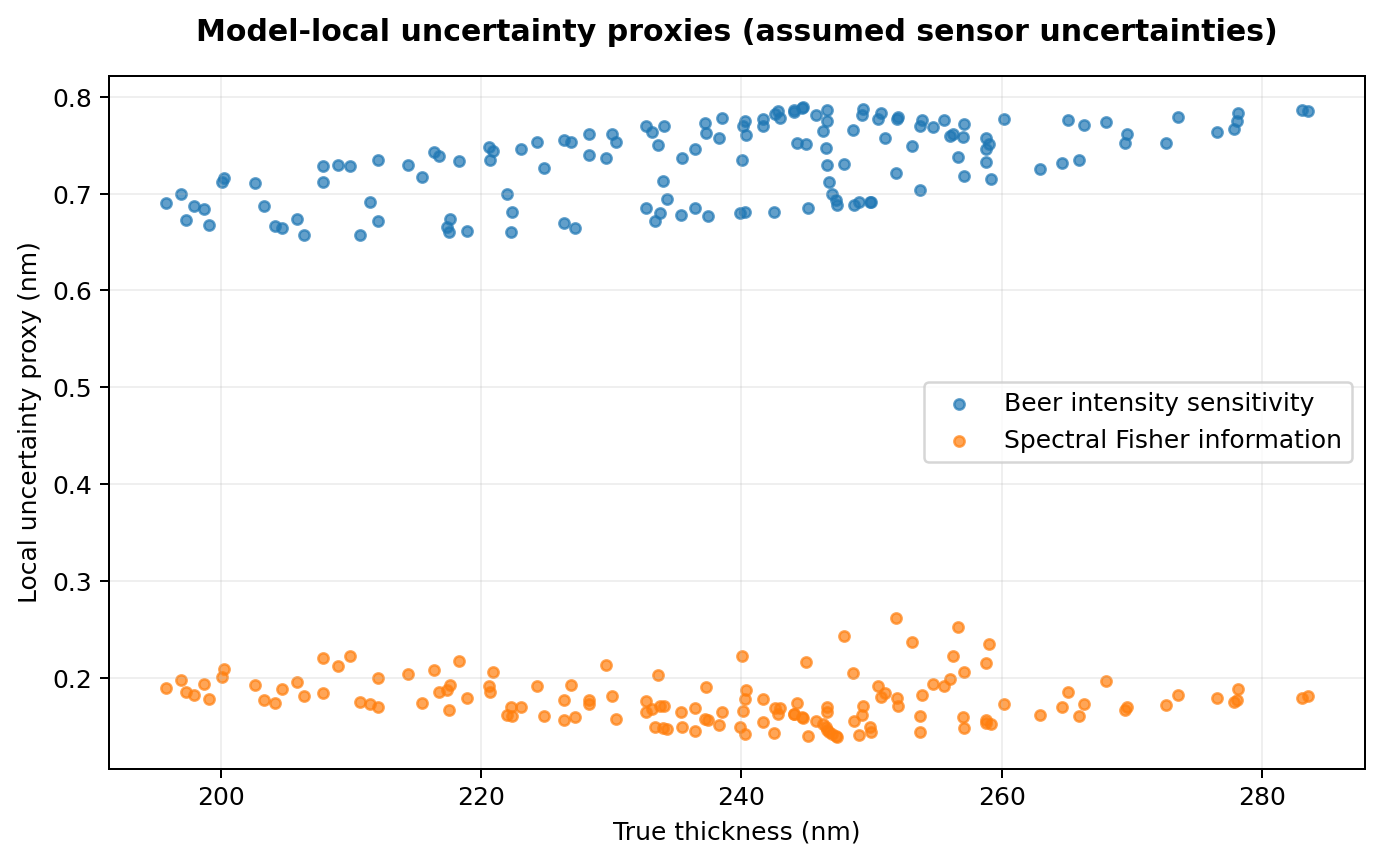 Model-local uncertainty proxies (assumed sensor uncertainties)
0.8
0.7
0.6
0.5
0.4
0.3
0.2
Local uncertainty proxy (nm)
Beer intensity sensitivity
Spectral Fisher information
200
220
240
260
280
True thickness (nm)